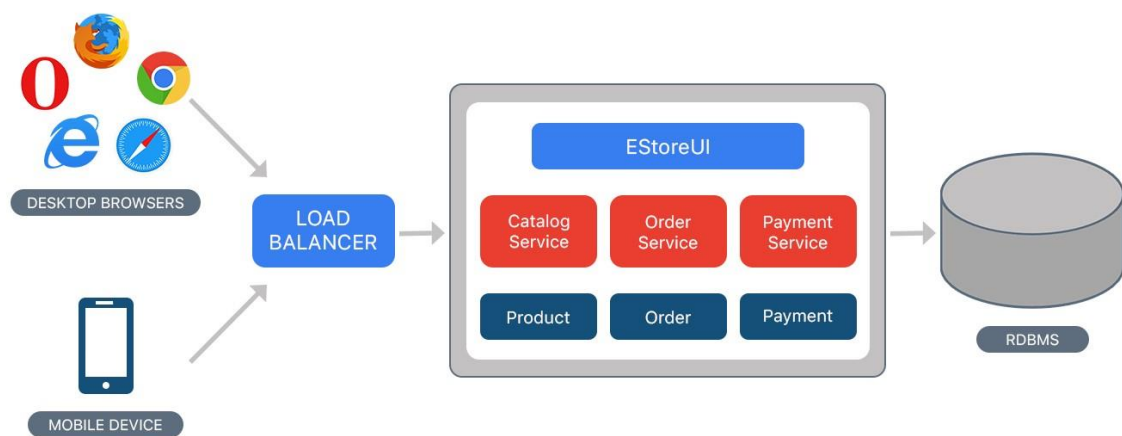 DESKTOP BROWSERS
MOBILE DEVICE
LOAD
BALANCER
EStoreUI
Catalog
Service
Order
Service
Payment
Service
Product
Order
Payment
RDBMS